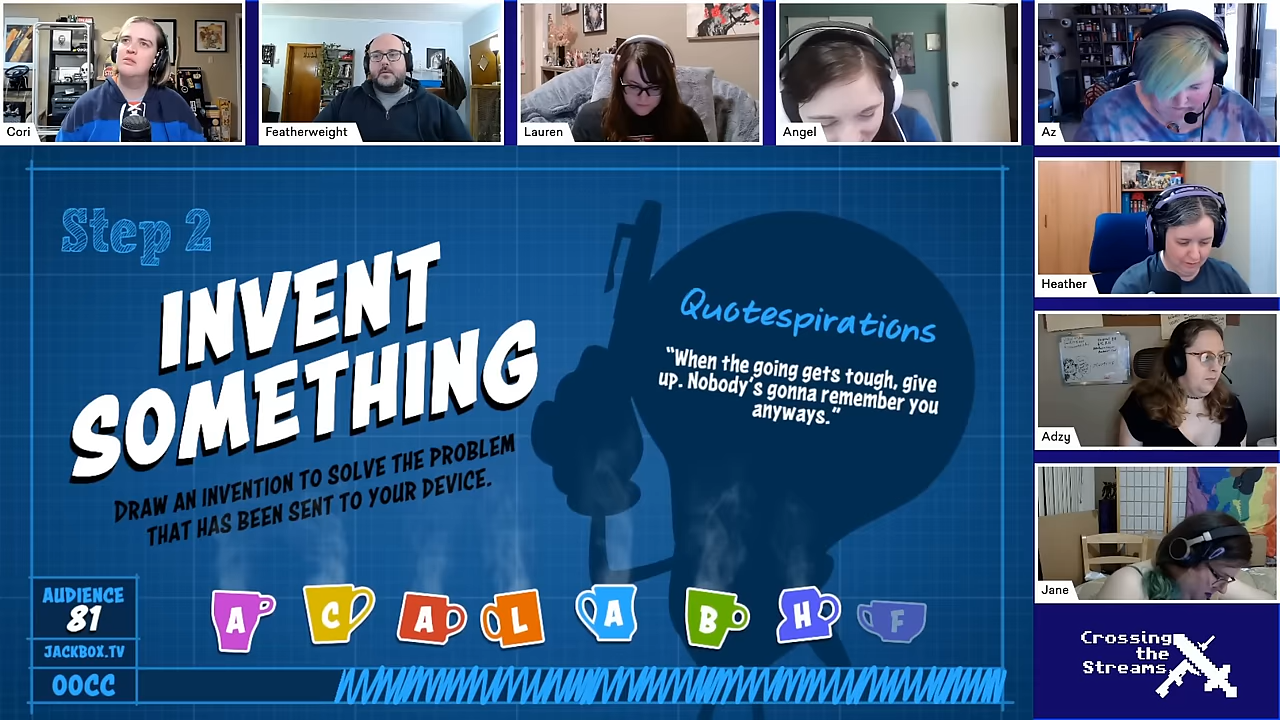 Cori
Featherweight
Lauren
Angel
Az
Step 2
INVENT
SOMETHING
DRAW AN INVENTION TO SOLVE THE PROBLEM
THAT HAS BEEN SENT TO YOUR DEVICE.
Quotespirations
“When the going gets tough, give
up. Nobody’s gonna remember you
anyways.”
Heather
Adzy
Jane
AUDIENCE
81
JACKBOX.TV
OOCC
A
C
A
L
A
B
H
F
Crossing
the
Streams